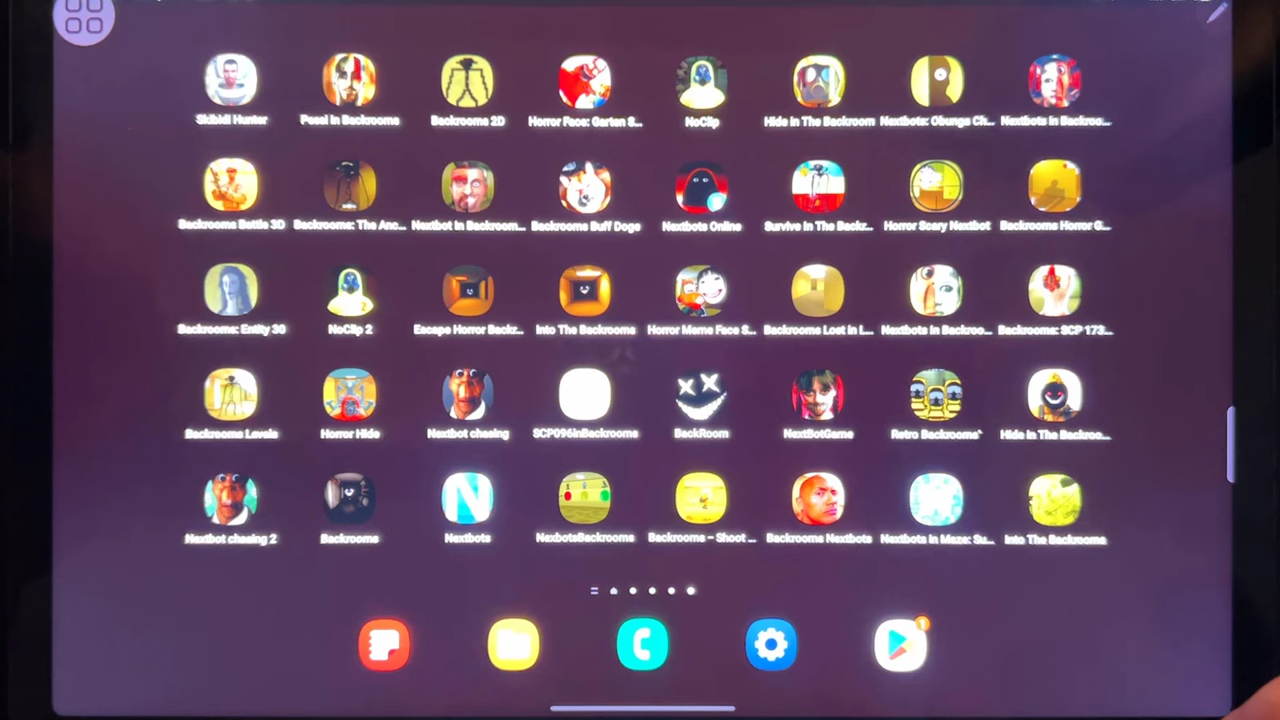 Skibidi Hunter
Pessi in Backrooms
Backrooms 2D
Horror Face: Garten S...
NoClip
Hide in The Backroom
Nextbots: Obunga Ch...
Nextbots in Backroo...
Backrooms Battle 3D
Backrooms: The Anc...
Nextbot in Backroom...
Backrooms Buff Doge
Nextbots Online
Survive in The Backr...
Horror Scary Nextbot
Backrooms Horror G...
Backrooms: Entity 30
NoClip 2
Escape Horror Backr...
Into The Backrooms
Horror Meme Face S...
Backrooms Lost in L...
Nextbots in Backroo...
Backrooms: SCP 173...
Backrooms Levels
Horror Hide
Nextbot chasing
SCP096inBackrooms
BackRoom
NextBotGame
Retro Backrooms`
Hide in The Backroo...
Nextbot chasing 2
Backrooms
N
Nextbots
NexbotsBackrooms
Backrooms – Shoot ...
Backrooms Nextbots
Nextbots In Maze: Su...
Into The Backrooms
1